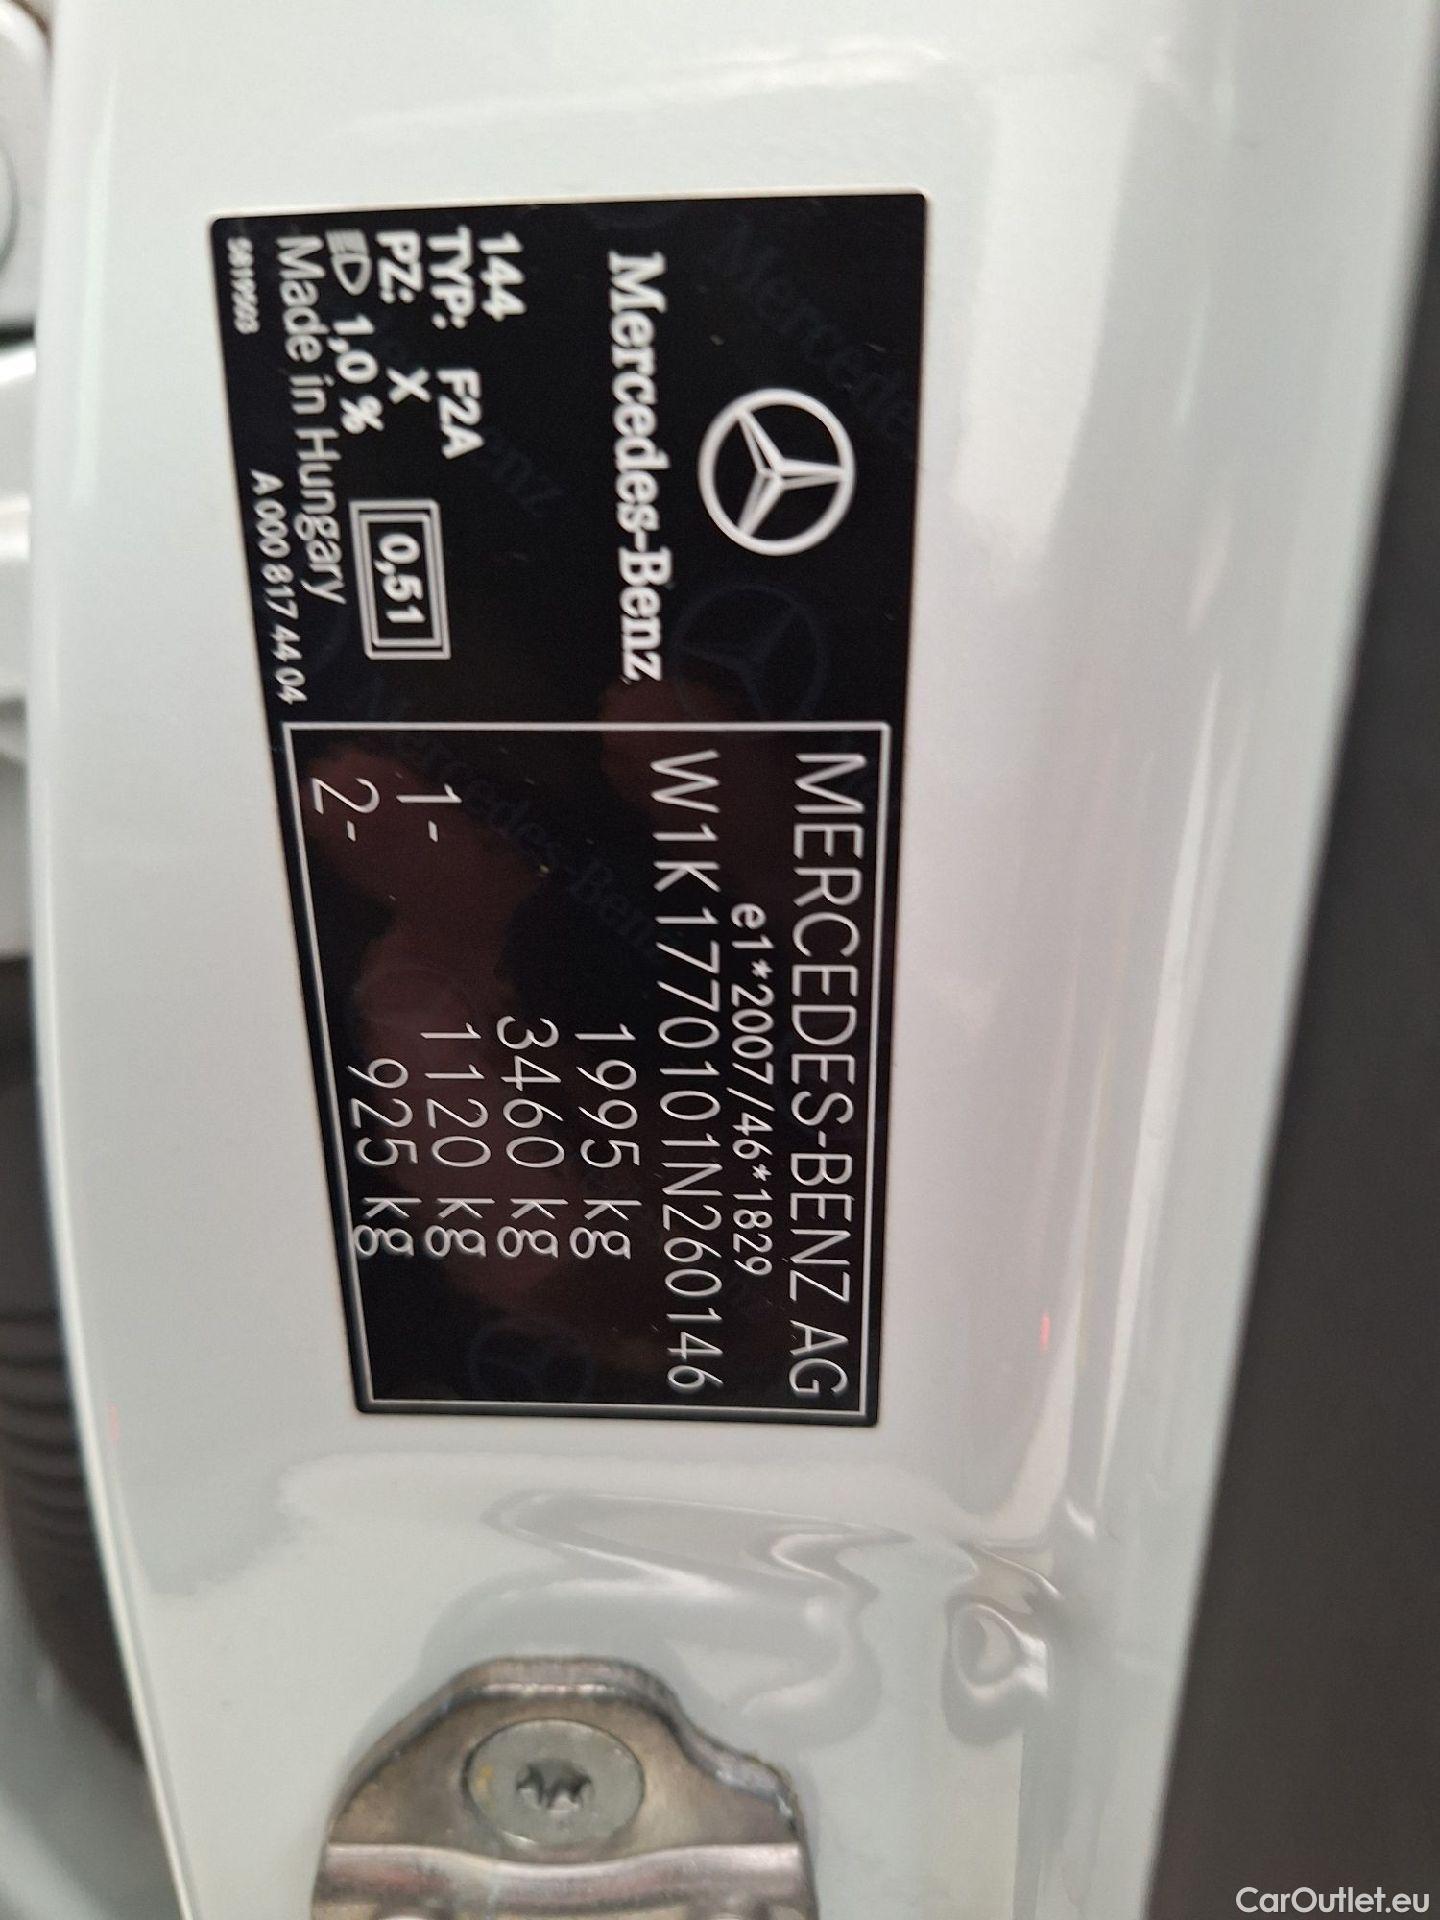 Mercedes-Benz
144
TYP: F2A
PZ: X
1,0 %
0,51
Made in Hungary
A 000 817 44 04
MERCEDES-BENZ AG
e1*2007/46*1829
W1K1770101N260146
1995 kg
3460 kg
1- 1120 kg
2- 925 kg
CarOutlet.eu